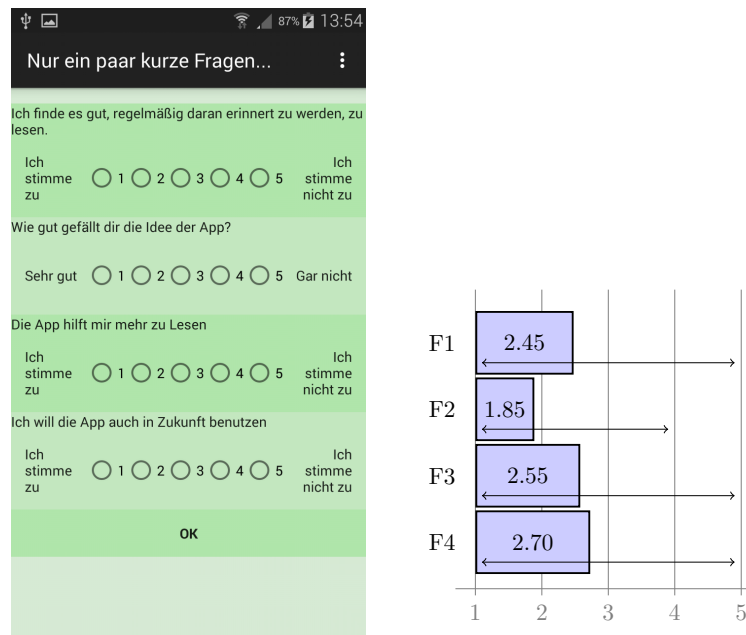 87% 13:54
Nur ein paar kurze Fragen...
Ich finde es gut, regelmäßig daran erinnert zu werden, zu
lesen.
Ich
stimme
zu
1 2 3 4 5
Ich
stimme
nicht zu
Wie gut gefällt dir die Idee der App?
Sehr gut 1 2 3 4 5 Gar nicht
Die App hilft mir mehr zu Lesen
Ich
stimme
zu
1 2 3 4 5
Ich
stimme
nicht zu
Ich will die App auch in Zukunft benutzen
Ich
stimme
zu
1 2 3 4 5
Ich
stimme
nicht zu
OK
F1 2.45
F2 1.85
F3 2.55
F4 2.70
1 2 3 4 5